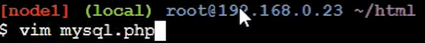 [node1] (local) root@192.168.0.23 ~/html
$ vim mysql.php